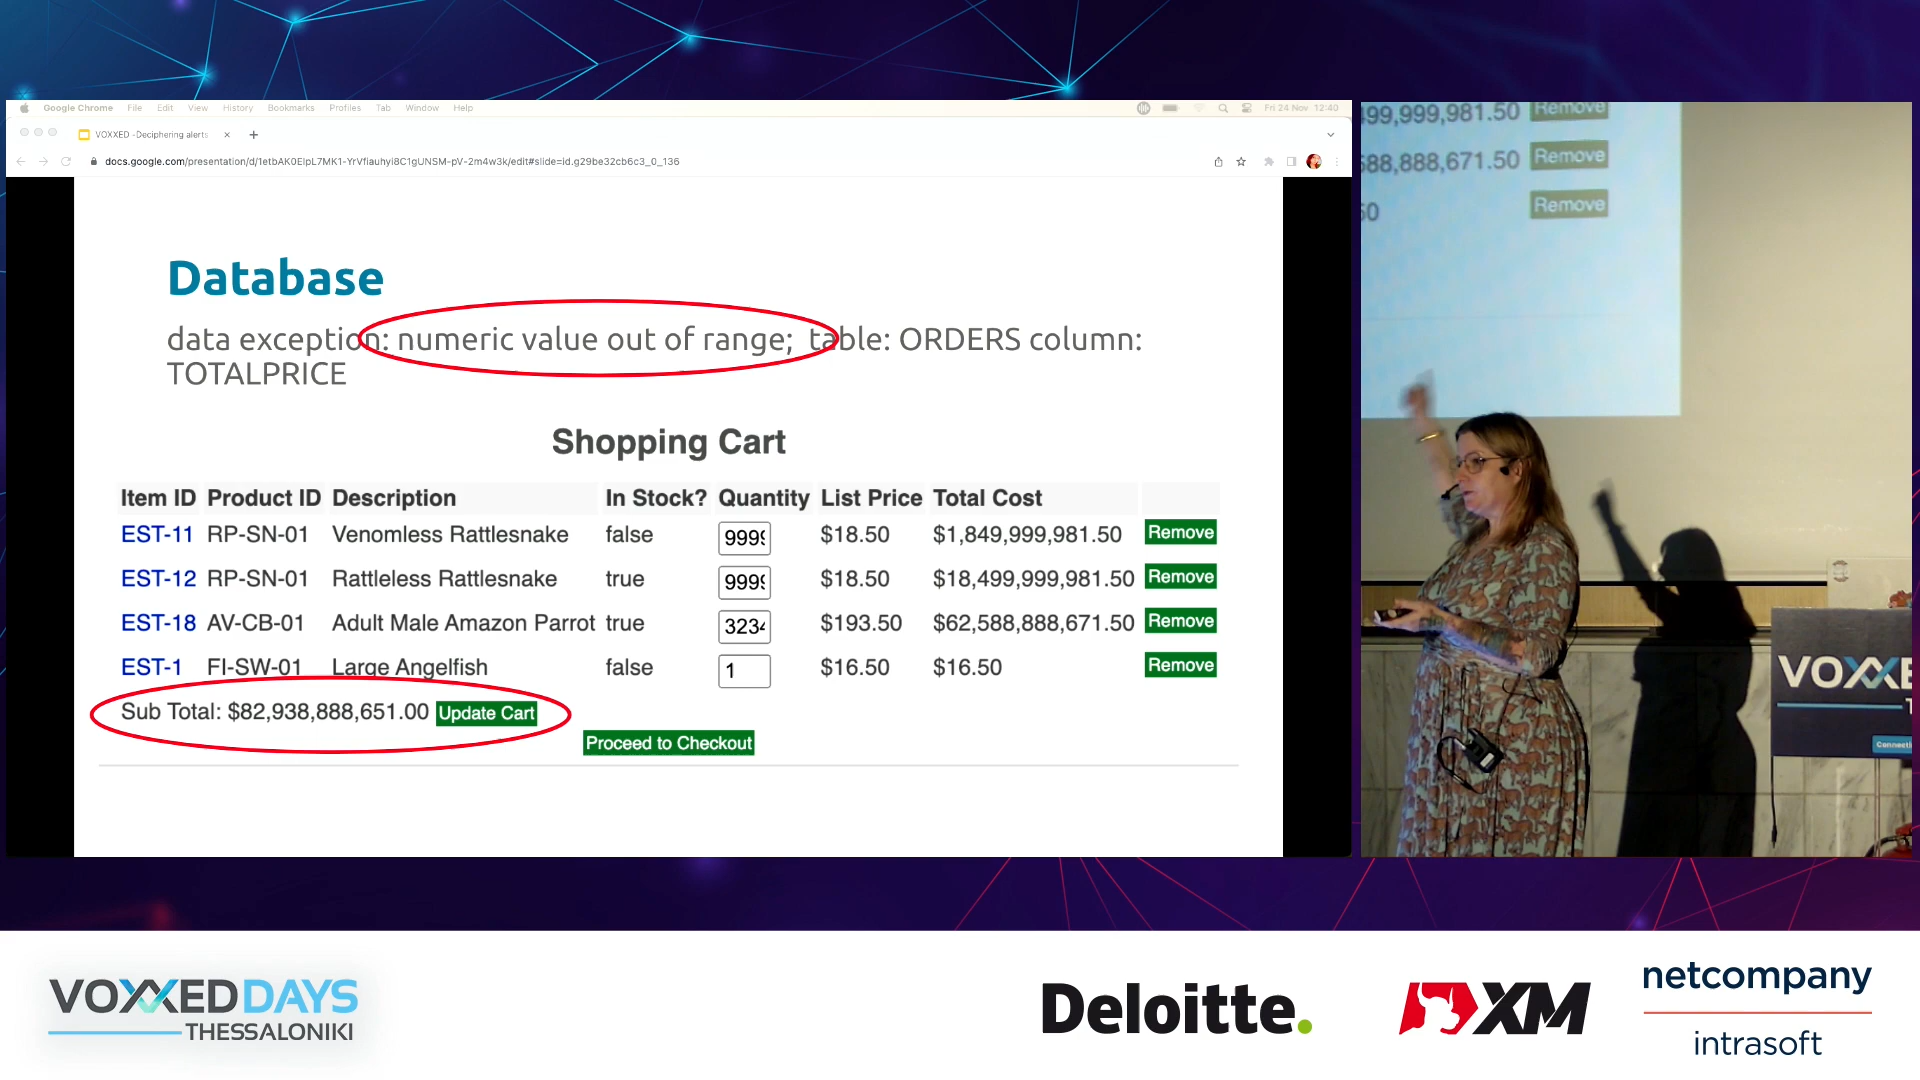 Google Chrome File Edit View History Bookmarks Profiles Tab Window Help Fri 24 Nov 12:40
VOXXED -Deciphering alerts
docs.google.com/presentation/d/1etbAK0EIpL7MK1-YrVfiauhyi8C1gUNSM-pV-2m4w3k/edit#slide=id.g29be32cb6c3_0_136
Database
data exception: numeric value out of range; table: ORDERS column:
TOTALPRICE
Shopping Cart
Item ID Product ID Description In Stock? Quantity List Price Total Cost
EST-11 RP-SN-01 Venomless Rattlesnake false 999 $18.50 $1,849,999,981.50 Remove
EST-12 RP-SN-01 Rattleless Rattlesnake true 999 $18.50 $18,499,999,981.50 Remove
EST-18 AV-CB-01 Adult Male Amazon Parrot true 323 $193.50 $62,588,888,671.50 Remove
EST-1 FI-SW-01 Large Angelfish false 1 $16.50 $16.50 Remove
Sub Total: $82,938,888,651.00 Update Cart
Proceed to Checkout
499,999,981.50 Remove
588,888,671.50 Remove
50 Remove
VOXXE
T
Connecti
VOXXED DAYS
THESSALONIKI
Deloitte.
XM
netcompany
intrasoft